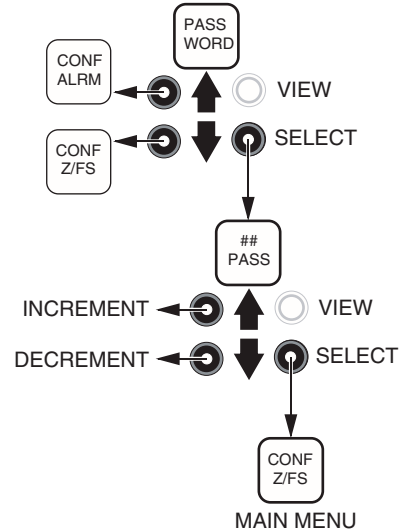 PASS
WORD
CONF
ALRM
VIEW
CONF
Z/FS
SELECT
##
PASS
INCREMENT
VIEW
DECREMENT
SELECT
CONF
Z/FS
MAIN MENU